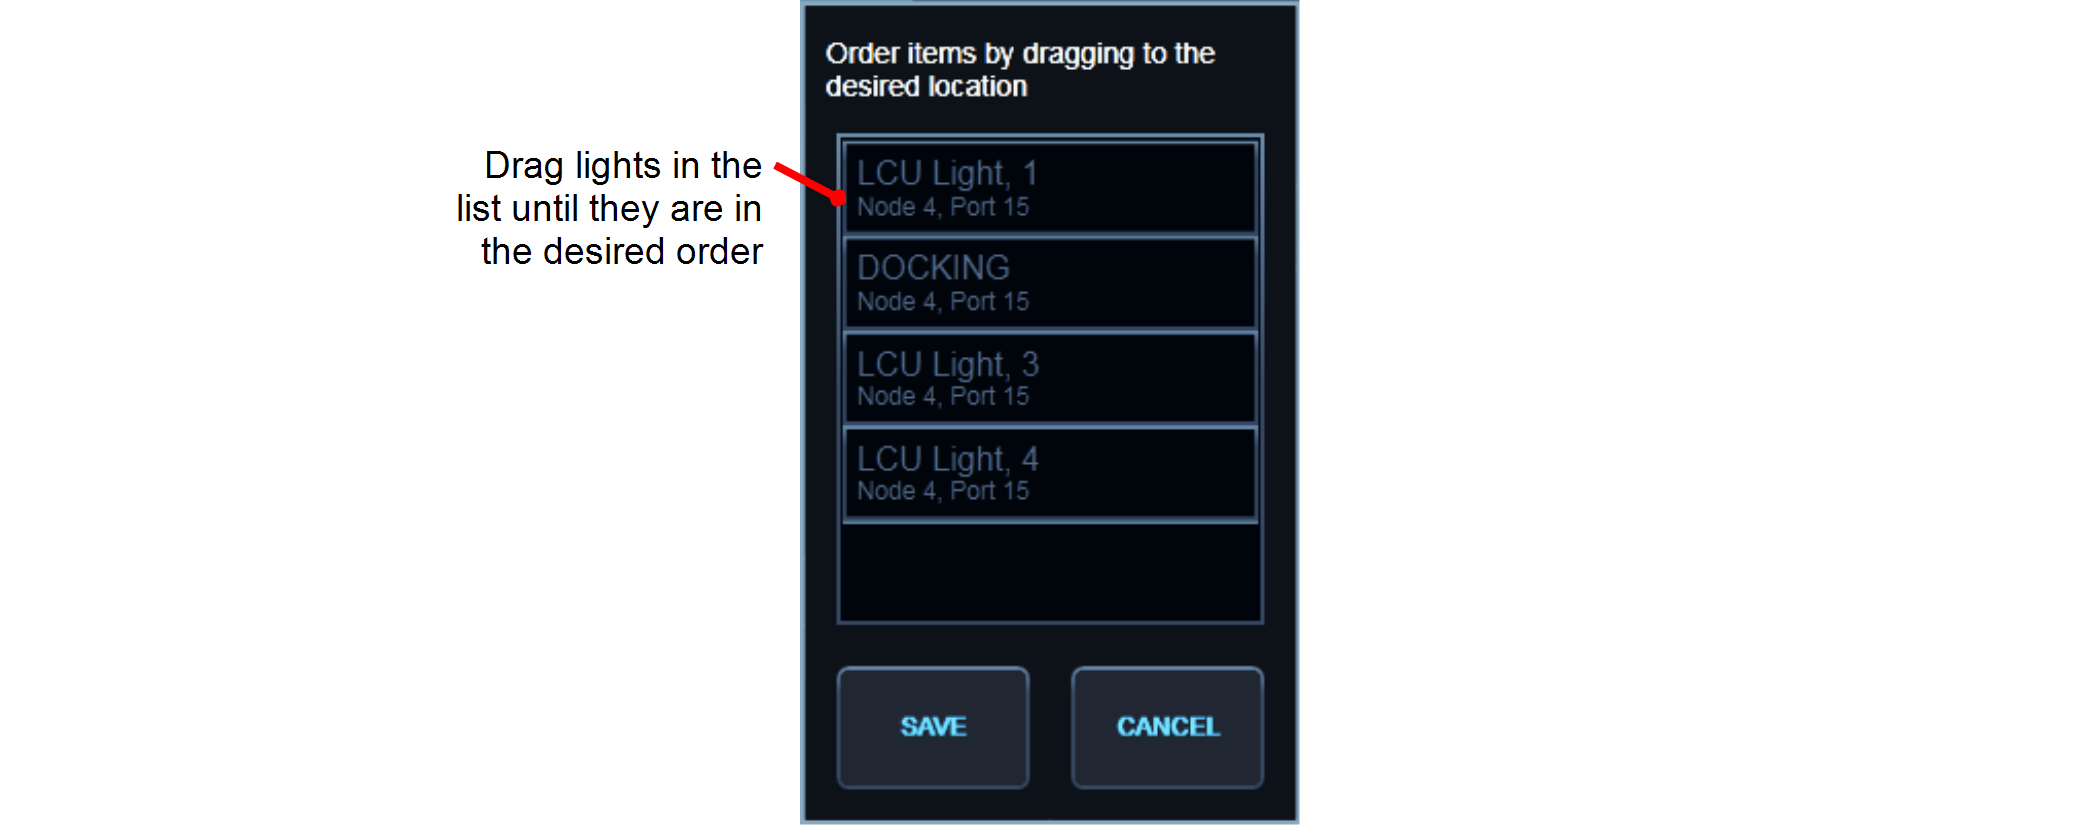 Order items by dragging to the
desired location
Drag lights in the
list until they are in
the desired order
LCU Light, 1
Node 4, Port 15
DOCKING
Node 4, Port 15
LCU Light, 3
Node 4, Port 15
LCU Light, 4
Node 4, Port 15
SAVE
CANCEL